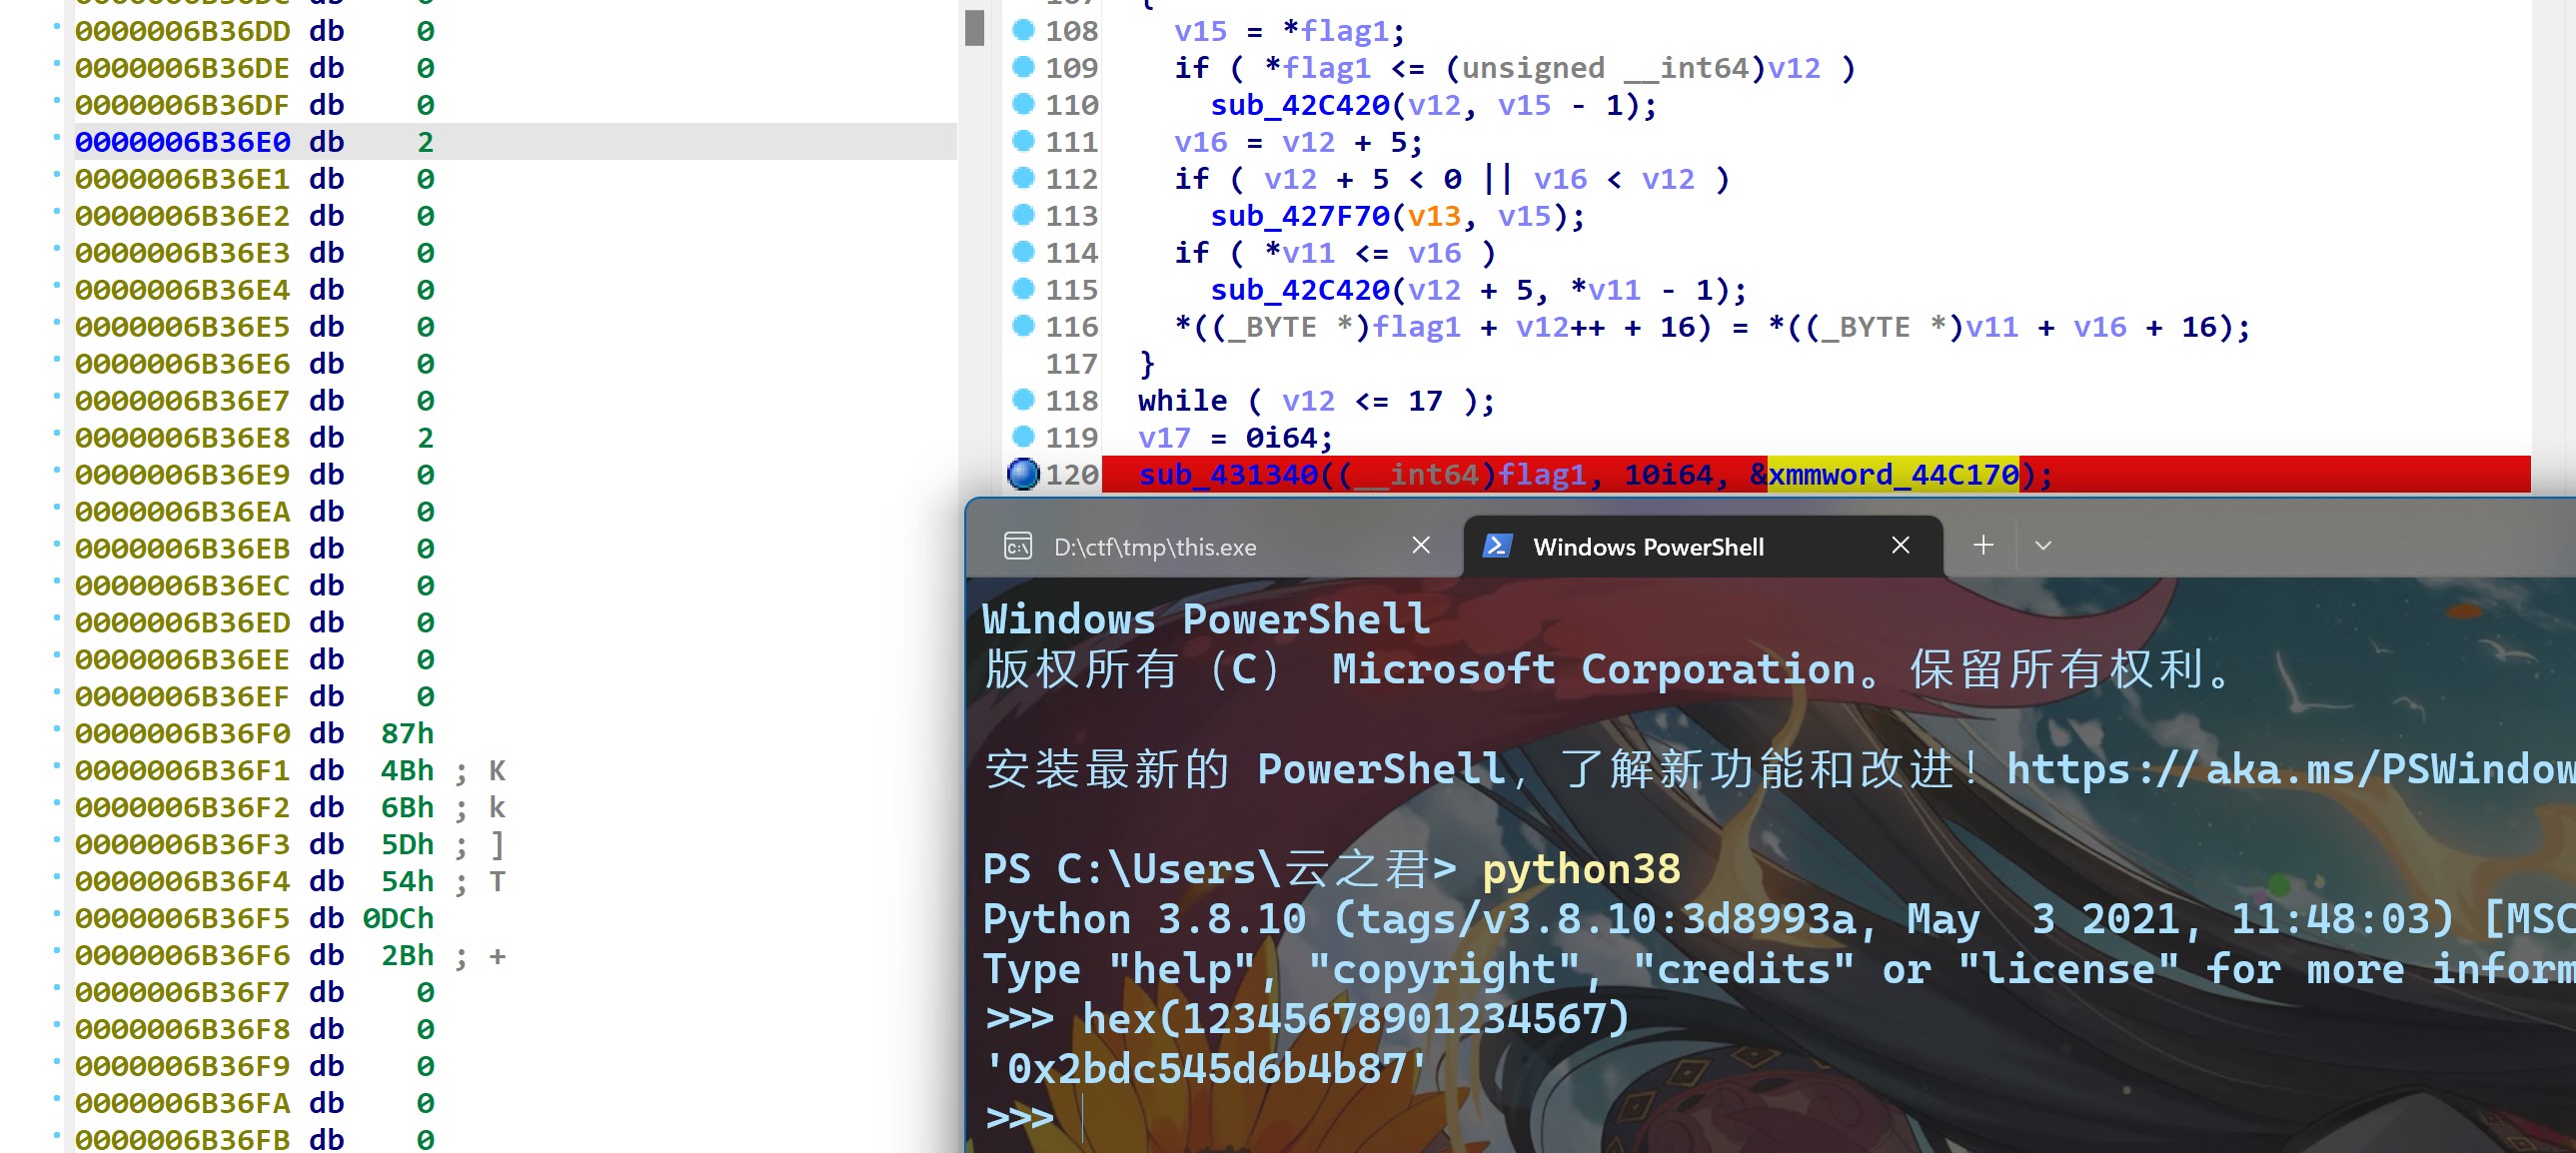 0000006B36DD db 0
0000006B36DE db 0
0000006B36DF db 0
0000006B36E0 db 2
0000006B36E1 db 0
0000006B36E2 db 0
0000006B36E3 db 0
0000006B36E4 db 0
0000006B36E5 db 0
0000006B36E6 db 0
0000006B36E7 db 0
0000006B36E8 db 2
0000006B36E9 db 0
0000006B36EA db 0
0000006B36EB db 0
0000006B36EC db 0
0000006B36ED db 0
0000006B36EE db 0
0000006B36EF db 0
0000006B36F0 db 87h
0000006B36F1 db 4Bh ; K
0000006B36F2 db 6Bh ; k
0000006B36F3 db 5Dh ; ]
0000006B36F4 db 54h ; T
0000006B36F5 db 0DCh
0000006B36F6 db 2Bh ; +
0000006B36F7 db 0
0000006B36F8 db 0
0000006B36F9 db 0
0000006B36FA db 0
0000006B36FB db 0
107 {
108 v15 = *flag1;
109 if ( *flag1 <= (unsigned __int64)v12 )
110 sub_42C420(v12, v15 - 1);
111 v16 = v12 + 5;
112 if ( v12 + 5 < 0 || v16 < v12 )
113 sub_427F70(v13, v15);
114 if ( *v11 <= v16 )
115 sub_42C420(v12 + 5, *v11 - 1);
116 *((_BYTE *)flag1 + v12++ + 16) = *((_BYTE *)v11 + v16 + 16);
117 }
118 while ( v12 <= 17 );
119 v17 = 0i64;
120 sub_431340((__int64)flag1, 10i64, &xmmword_44C170);
D:\ctf\tmp\this.exe
Windows PowerShell
Windows PowerShell
版权所有（C） Microsoft Corporation。保留所有权利。
安装最新的 PowerShell，了解新功能和改进！https://aka.ms/PSWindow
PS C:\Users\云之君> python38
Python 3.8.10 (tags/v3.8.10:3d8993a, May  3 2021, 11:48:03) [MSC
Type "help", "copyright", "credits" or "license" for more inform
>>> hex(12345678901234567)
'0x2bdc545d6b4b87'
>>>